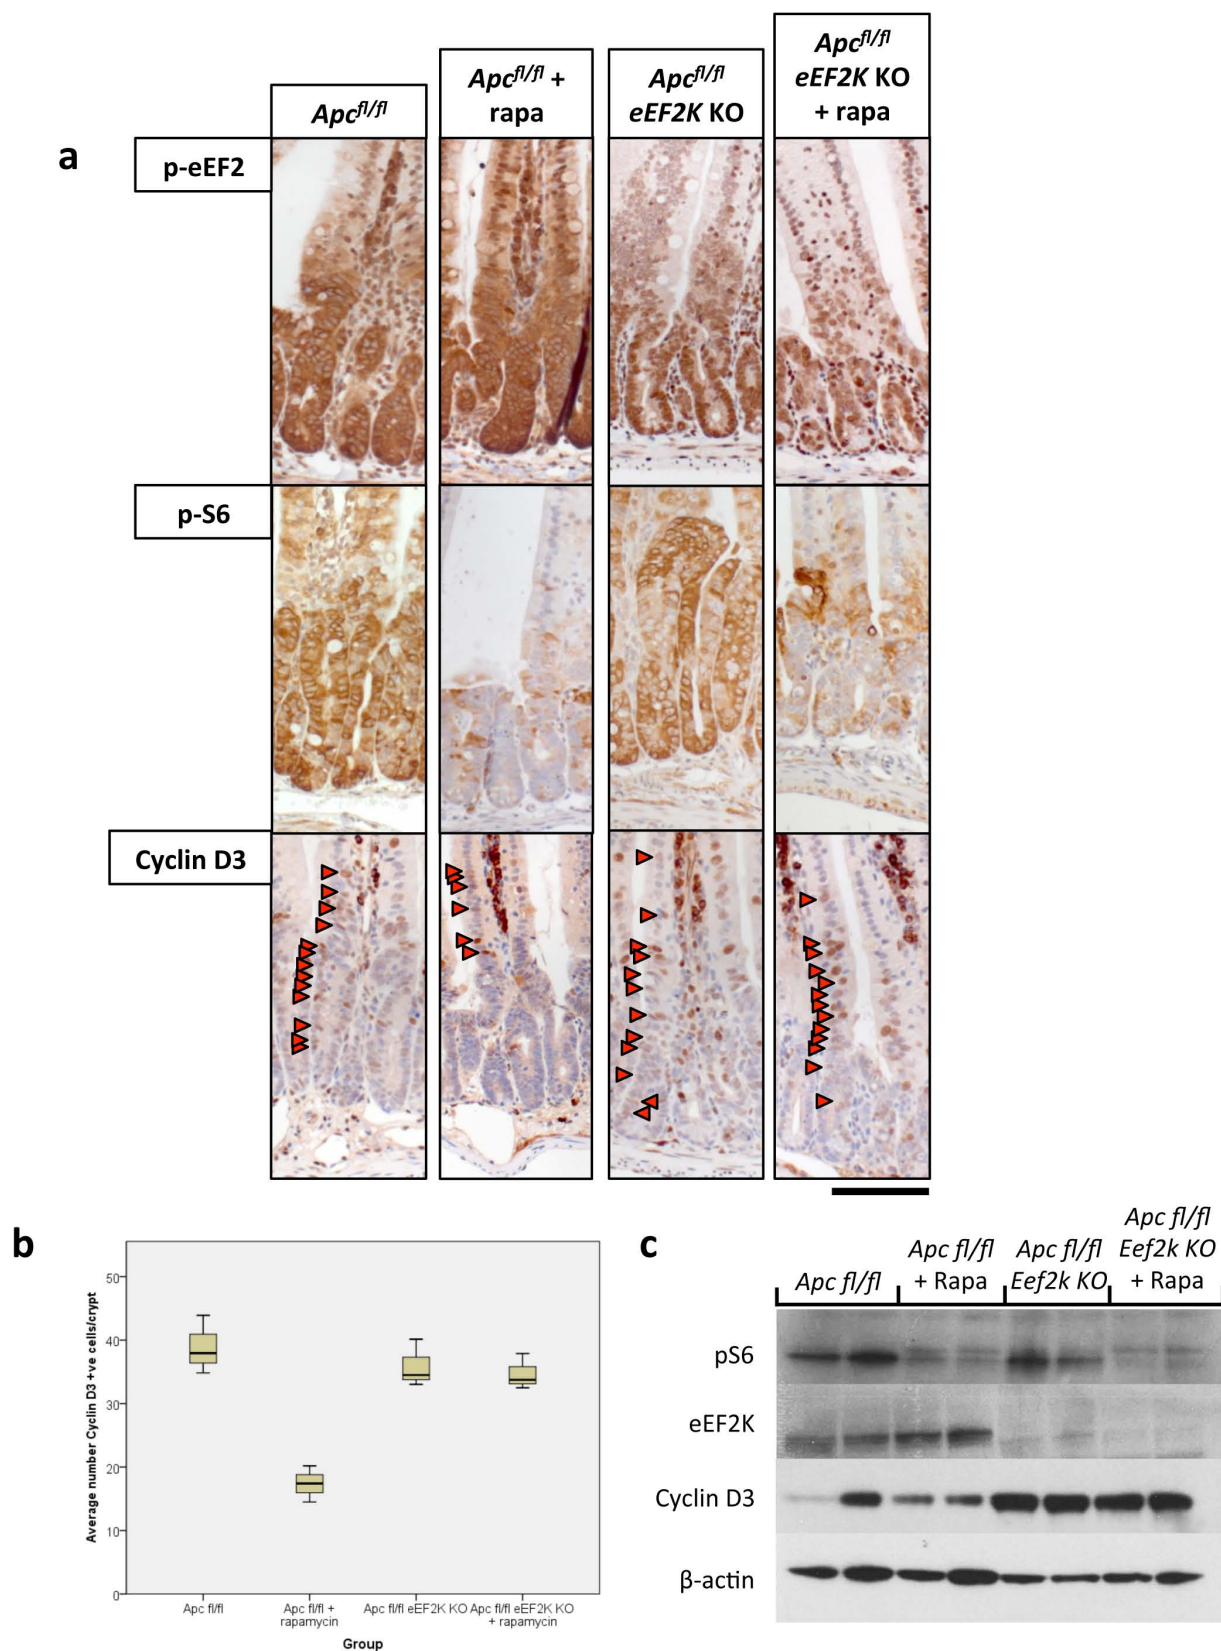 Apcfl/fl
Apcfl/fl +
rapa
Apcfl/fl
eEF2K KO
Apcfl/fl
eEF2K KO
+ rapa
a
p-eEF2
p-S6
Cyclin D3
b
Average number Cyclin D3 +ve cells/crypt
50
40
30
20
10
0
Apc fl/fl
Apc fl/fl +
rapamycin
Apc fl/fl eEF2K KO
Apc fl/fl eEF2K KO
+ rapamycin
Group
c
Apc fl/fl
Apc fl/fl
+ Rapa
Apc fl/fl
Eef2k KO
Apc fl/fl
Eef2k KO
+ Rapa
pS6
eEF2K
Cyclin D3
β-actin